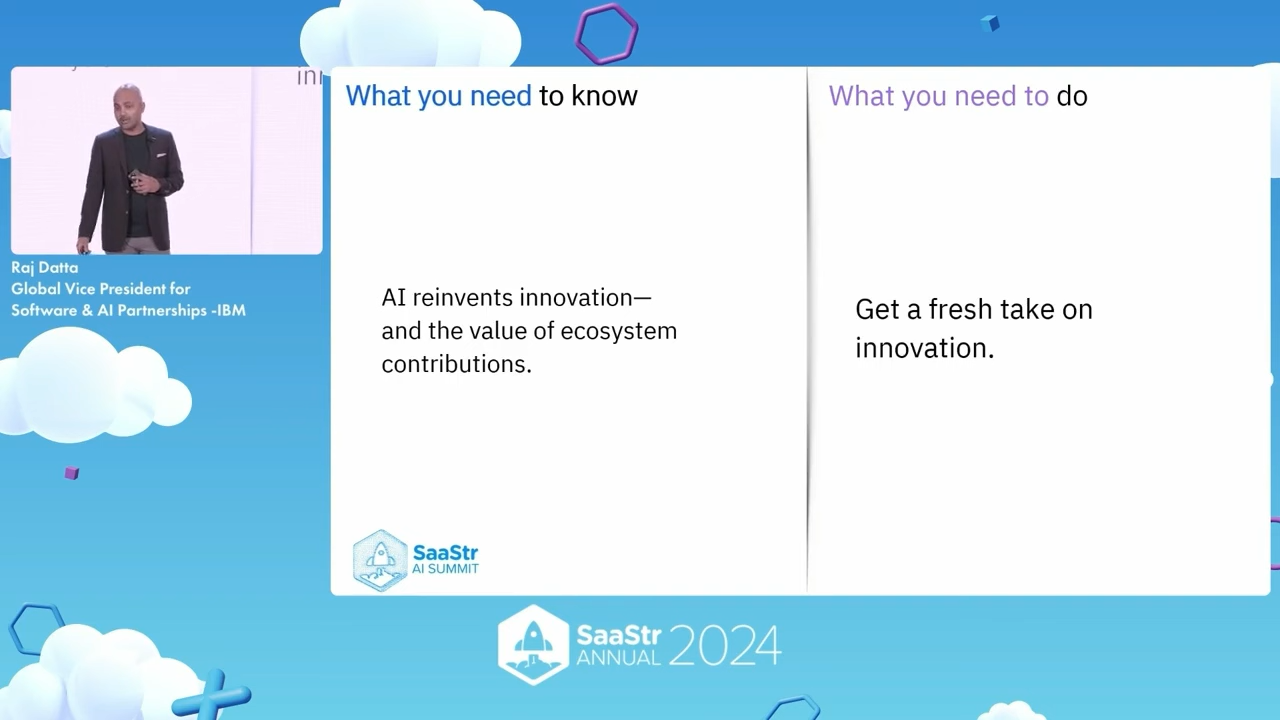 Raj Datta
Global Vice President for
Software & AI Partnerships -IBM
What you need to know
AI reinvents innovation—
and the value of ecosystem
contributions.
SaaStr
AI SUMMIT
What you need to do
Get a fresh take on
innovation.
SaaStr
ANNUAL 2024